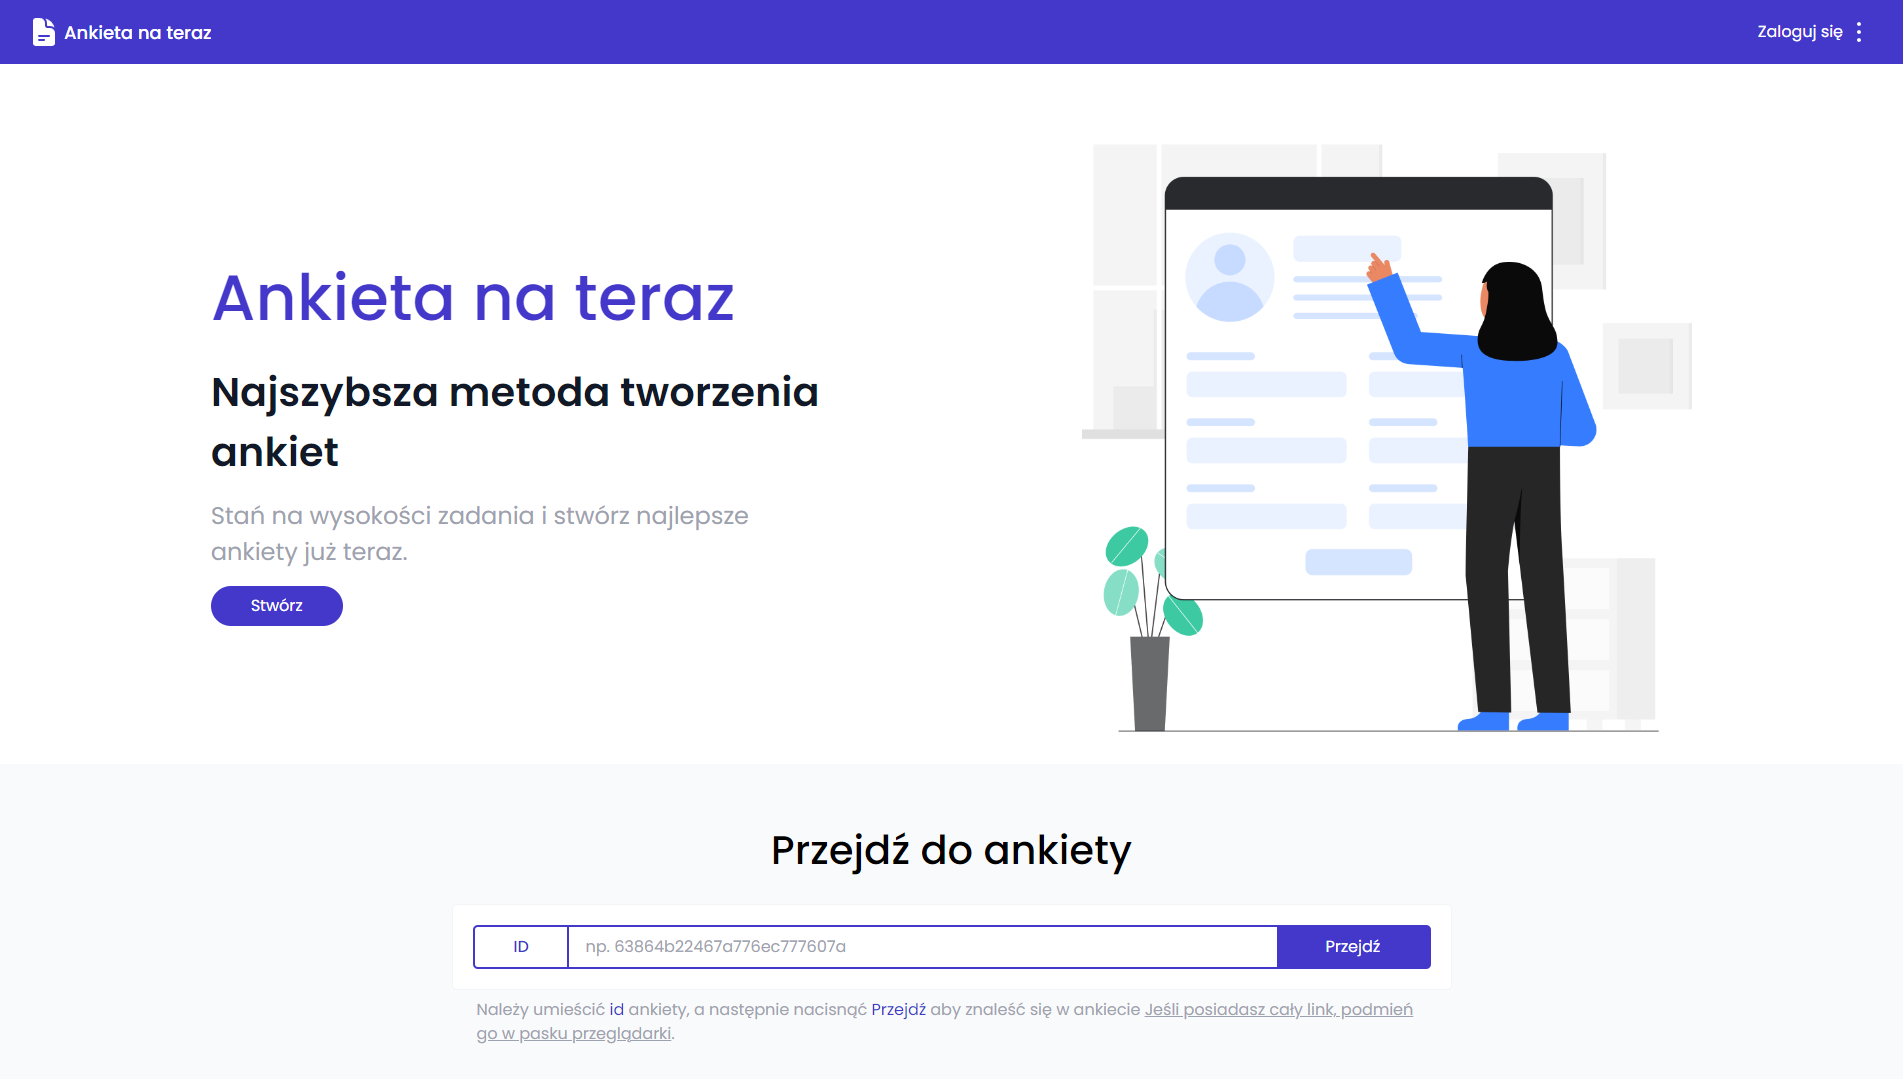 Ankieta na teraz
Zaloguj się
Ankieta na teraz
Najszybsza metoda tworzenia
ankiet
Stań na wysokości zadania i stwórz najlepsze
ankiety już teraz.
Stwórz
Przejdź do ankiety
ID
np. 63864b22467a776ec777607a
Przejdź
Należy umieścić id ankiety, a następnie nacisnąć Przejdź aby znaleść się w ankiecie Jeśli posiadasz cały link, podmień
go w pasku przeglądarki.